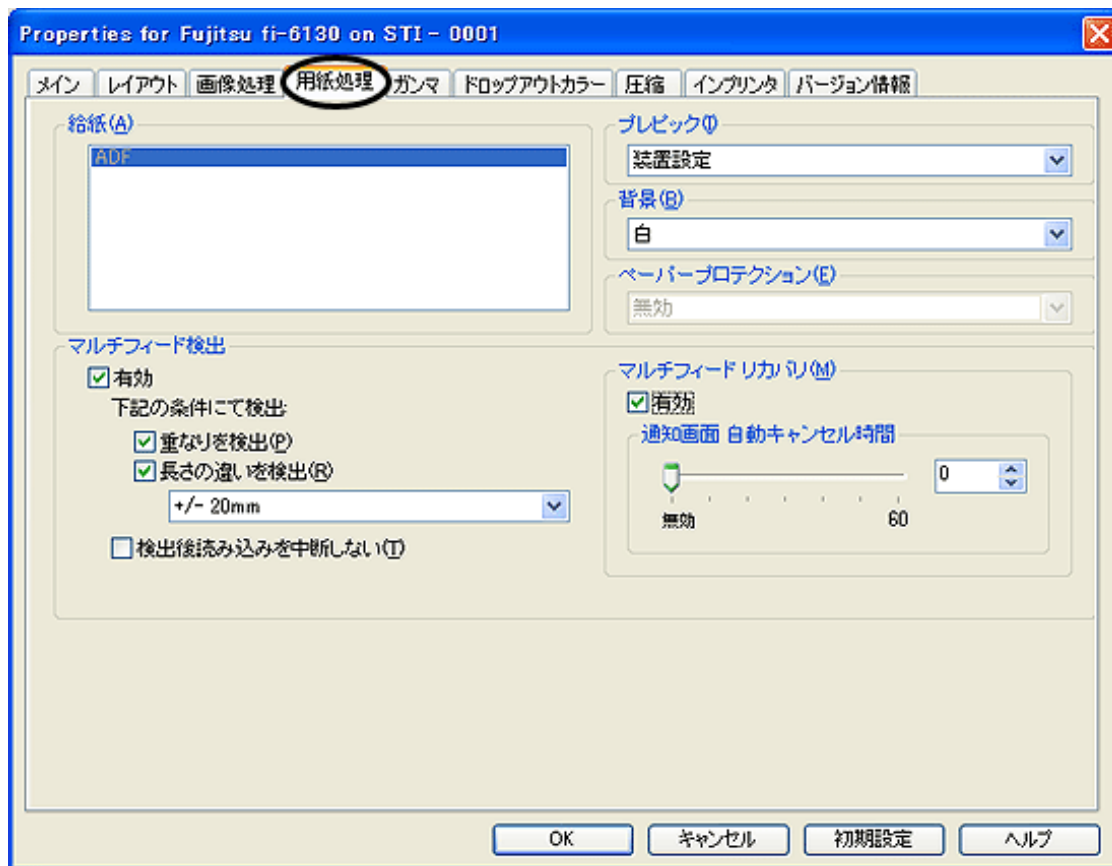 Properties for Fujitsu fi-6130 on STI - 0001
メイン レイアウト 画像処理 用紙処理 ガンマ ドロップアウトカラー 圧縮 インプリンタ バージョン情報
給紙(A)
ADF
プレピック(I)
装置設定
背景(B)
白
ペーパープロテクション(E)
無効
マルチフィード検出
有効
下記の条件にて検出:
重なりを検出(P)
長さの違いを検出(R)
+/- 20mm
検出後読み込みを中断しない(T)
マルチフィード リカバリ(M)
有効
通知画面 自動キャンセル時間
0
無効 60
OK キャンセル 初期設定 ヘルプ